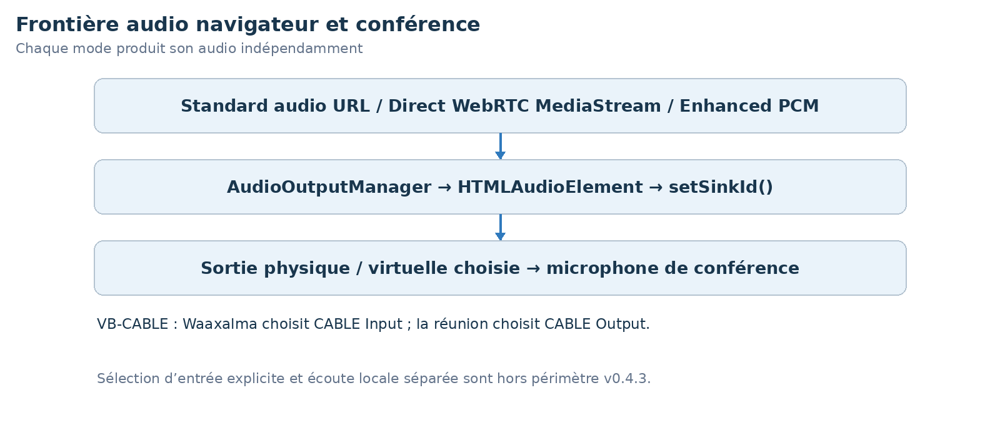 Frontière audio navigateur et conférence
Chaque mode produit son audio indépendamment
Standard audio URL / Direct WebRTC MediaStream / Enhanced PCM
AudioOutputManager → HTMLAudioElement → setSinkId()
Sortie physique / virtuelle choisie → microphone de conférence
VB-CABLE : Waaxalma choisit CABLE Input ; la réunion choisit CABLE Output.
Sélection d’entrée explicite et écoute locale séparée sont hors périmètre v0.4.3.